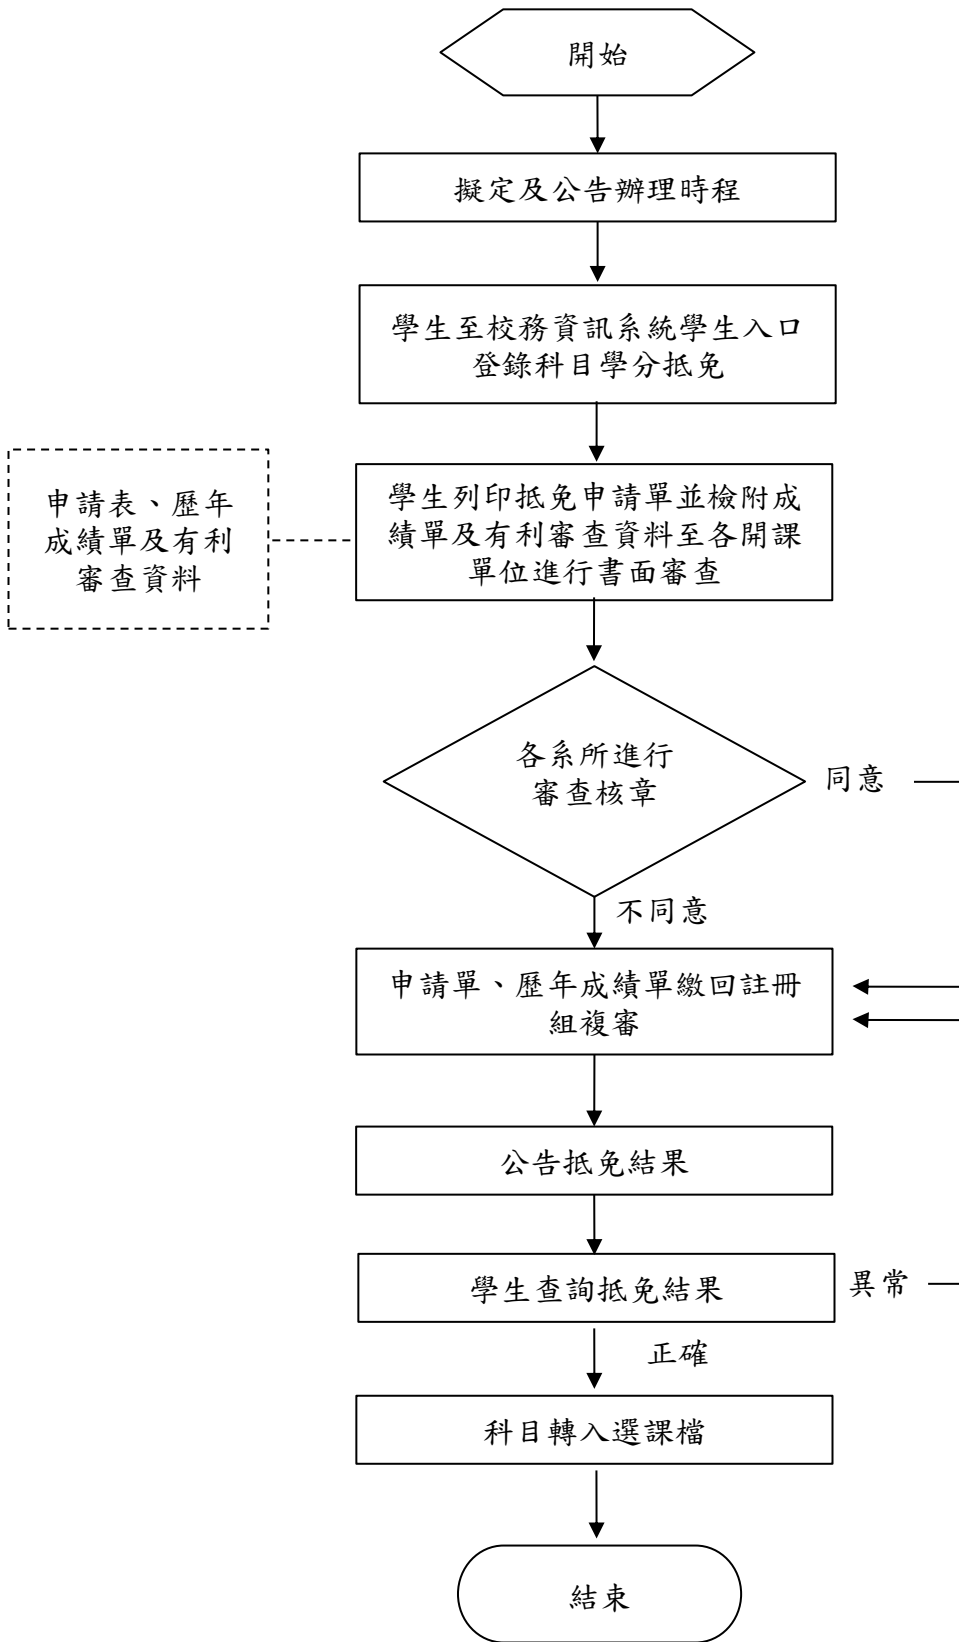 開始
擬定及公告辦理時程
學生至校務資訊系統學生入口
登錄科目學分抵免
申請表、歷年
成績單及有利
審查資料
學生列印抵免申請單並檢附成
績單及有利審查資料至各開課
單位進行書面審查
各系所進行
審查核章
同意
不同意
申請單、歷年成績單繳回註冊
組複審
公告抵免結果
學生查詢抵免結果
異常
正確
科目轉入選課檔
結束